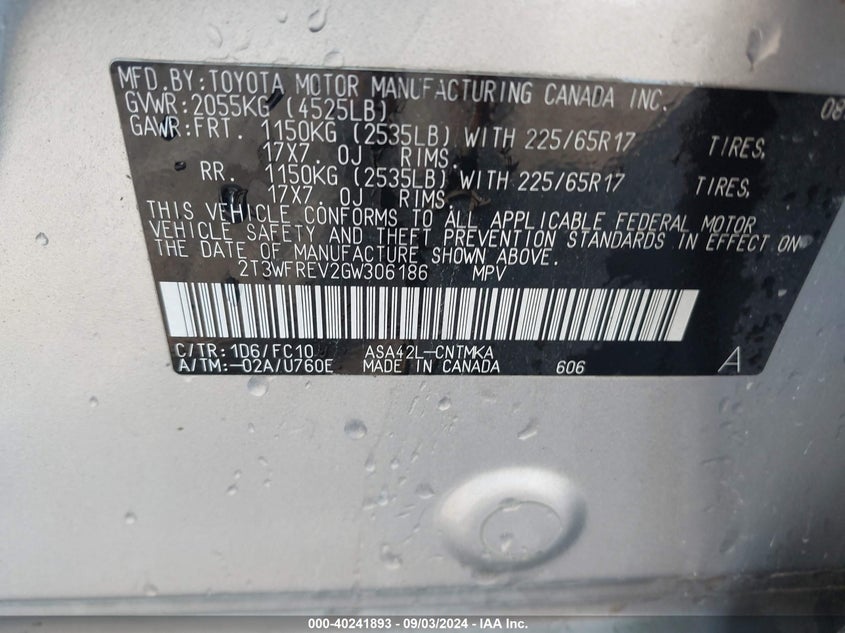 MFD.BY:TOYOTA MOTOR MANUFACTURING CANADA INC. 08
GVWR:2055KG (4525LB)
GAWR:FRT. 1150KG (2535LB) WITH 225/65R17 TIRES,
17X7.0J RIMS.
RR. 1150KG (2535LB) WITH 225/65R17 TIRES,
17X7.0J RIMS
THIS VEHICLE CONFORMS TO ALL APPLICABLE FEDERAL MOTOR
VEHICLE SAFETY AND THEFT PREVENTION STANDARDS IN EFFECT ON
THE DATE OF MANUFACTURE SHOWN ABOVE.
2T3WFREV2GW306186 MPV
C/TR:1D6/FC10 ASA42L-CNTMKA
A/TM:-02A/U760E MADE IN CANADA 606 A
000-40241893 - 09/03/2024 - IAA Inc.